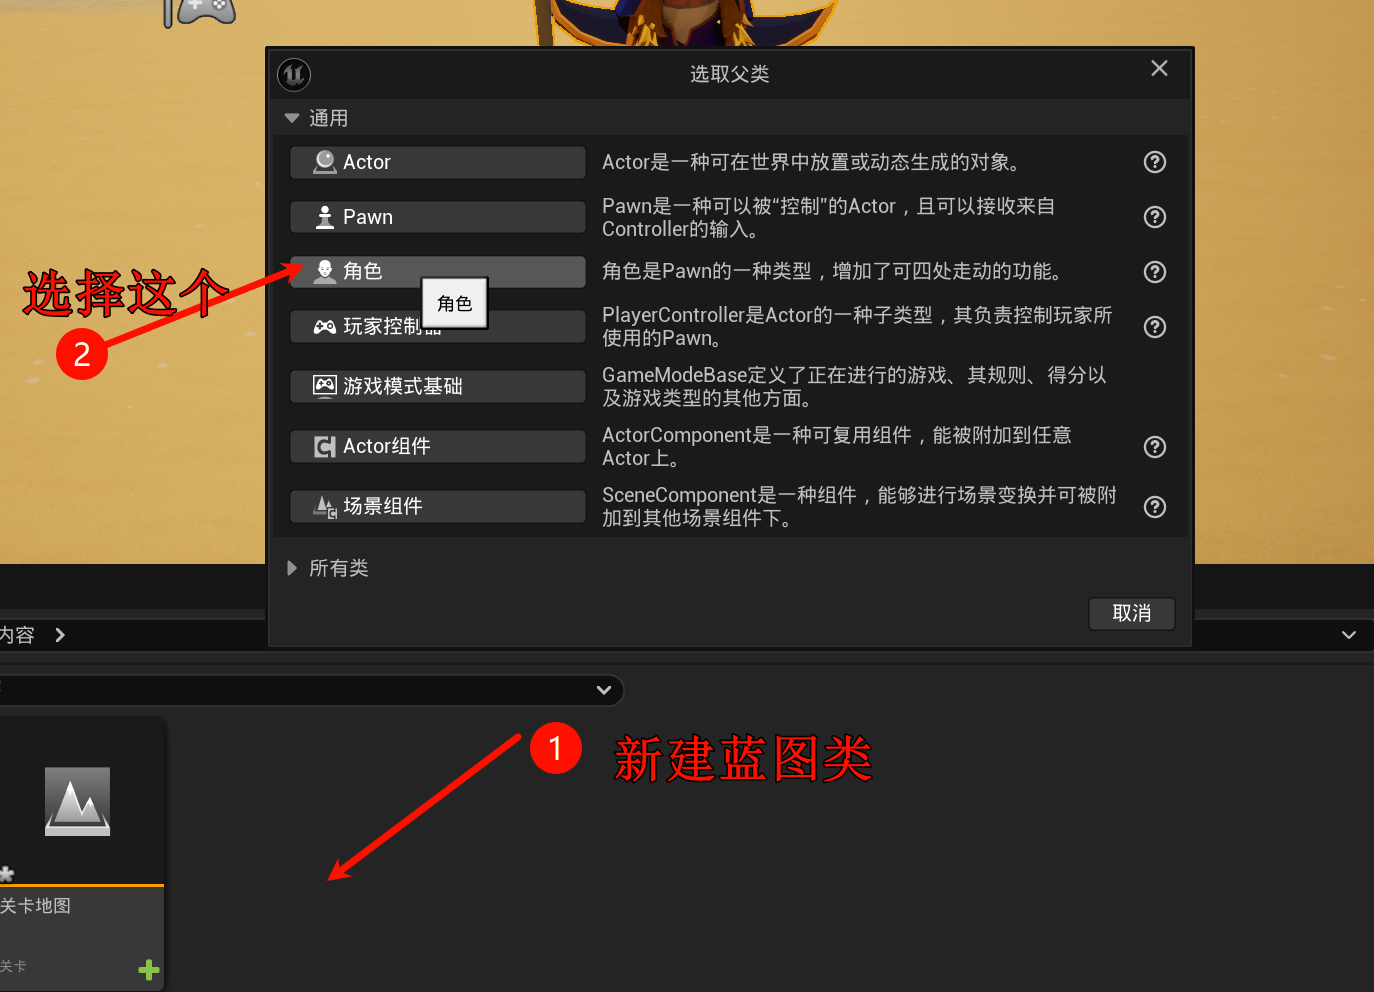 选取父类
通用
Actor
Actor是一种可在世界中放置或动态生成的对象。
Pawn
Pawn是一种可以被“控制”的Actor，且可以接收来自
Controller的输入。
选择这个
2
角色
角色是Pawn的一种类型，增加了可四处走动的功能。
角色
玩家控制器
PlayerController是Actor的一种子类型，其负责控制玩家所
使用的Pawn。
游戏模式基础
GameModeBase定义了正在进行的游戏、其规则、得分以
及游戏类型的其他方面。
Actor组件
ActorComponent是一种可复用组件，能被附加到任意
Actor上。
场景组件
SceneComponent是一种组件，能够进行场景变换并可被附
加到其他场景组件下。
所有类
取消
内容
1
新建蓝图类
关卡地图
关卡